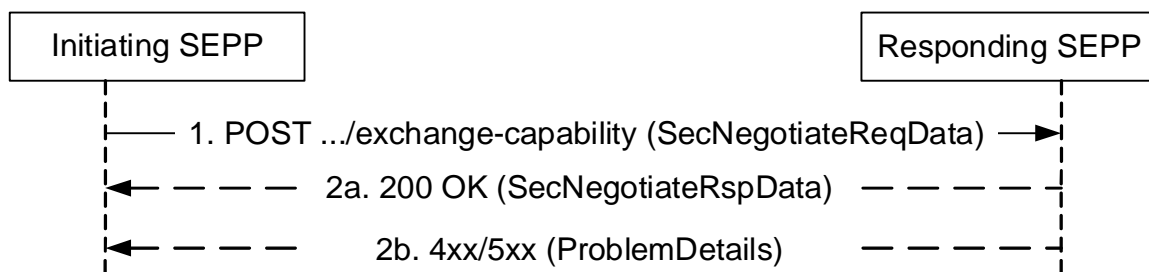 Initiating SEPP
Responding SEPP
1. POST .../exchange-capability (SecNegotiateReqData)
2a. 200 OK (SecNegotiateRspData)
2b. 4xx/5xx (ProblemDetails)